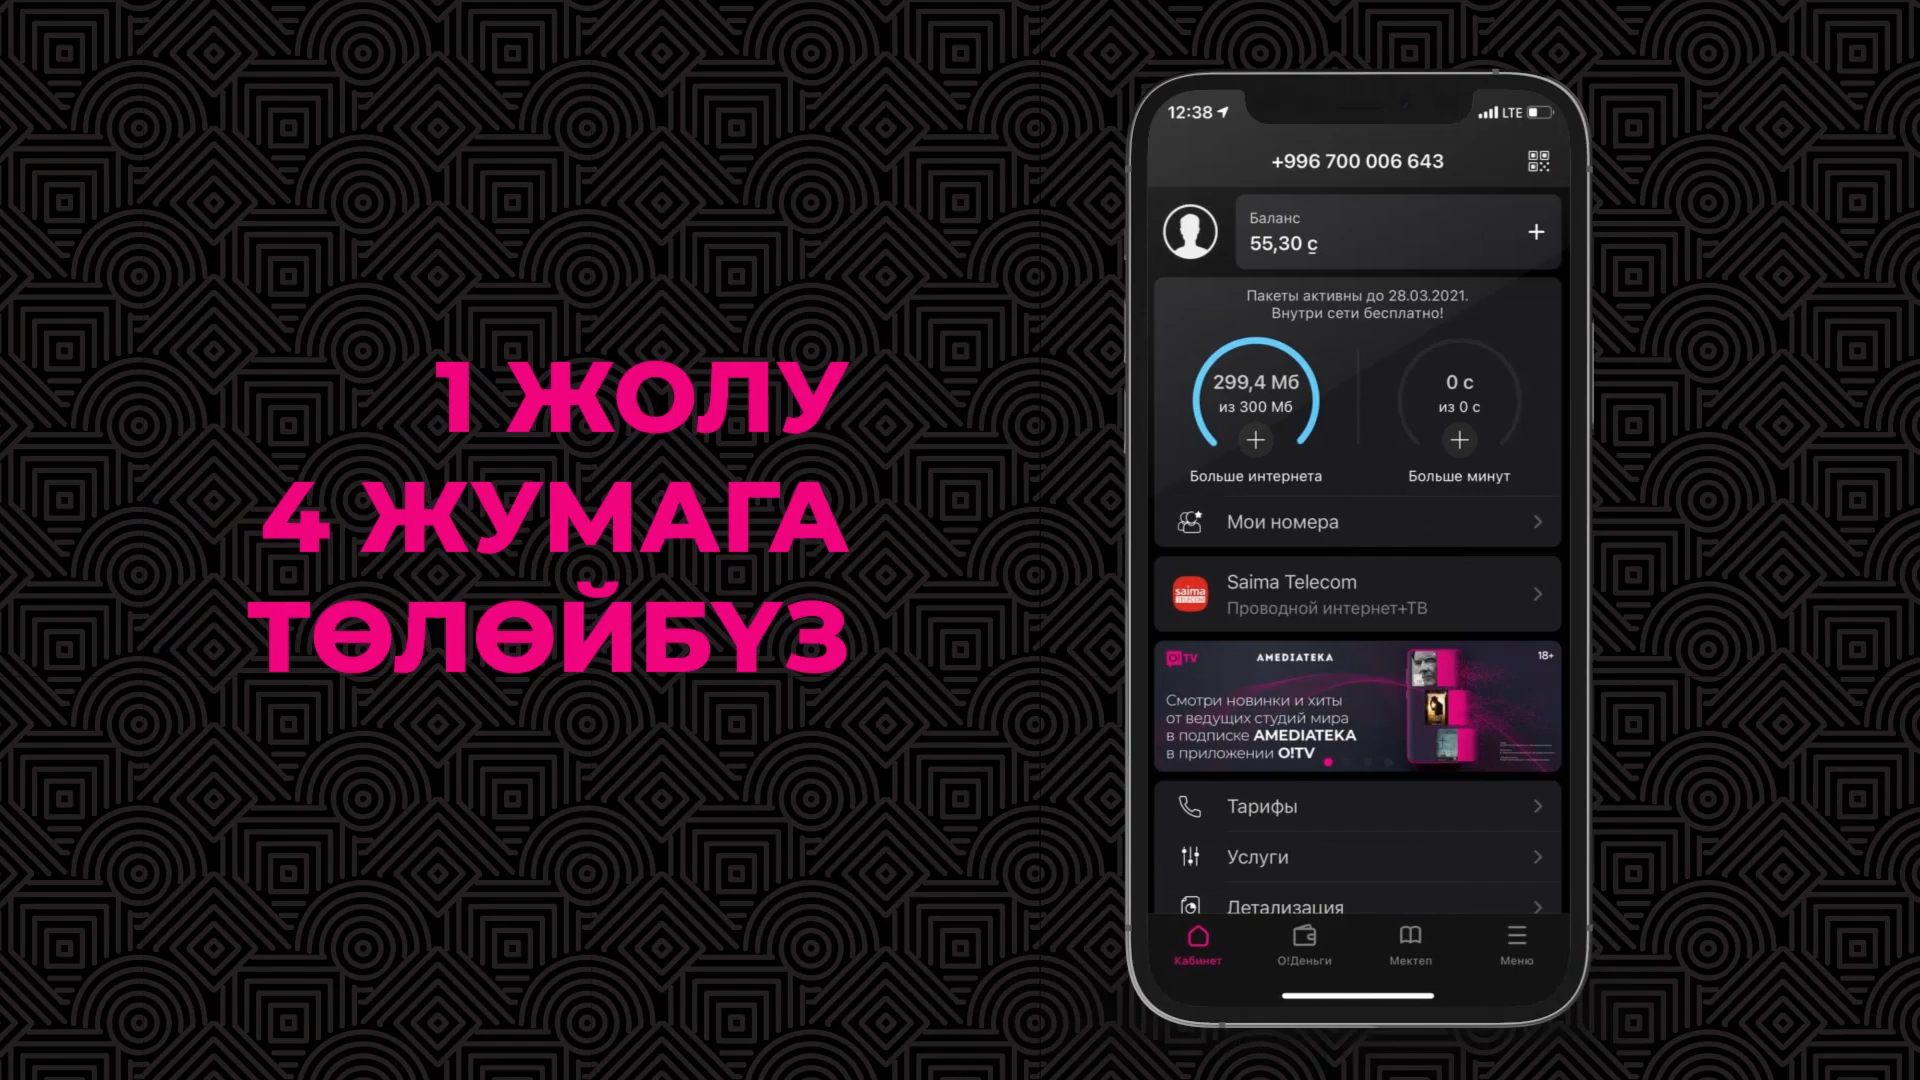 1 ЖОЛУ
4 ЖУМАГА
ТӨЛӨЙБҮЗ
12:38
LTE
+996 700 006 643
Баланс
55,30 с
Пакеты активны до 28.03.2021.
Внутри сети бесплатно!
299,4 Мб
из 300 Мб
Больше интернета
0 с
из 0 с
Больше минут
Мои номера
saima
TELECOM
Saima Telecom
Проводной интернет+ТВ
O!TV
AMEDIATEKA
18+
Смотри новинки и хиты
от ведущих студий мира
в подписке AMEDIATEKA
в приложении O!TV
Тарифы
Услуги
Детализация
Кабинет
О!Деньги
Мектеп
Меню